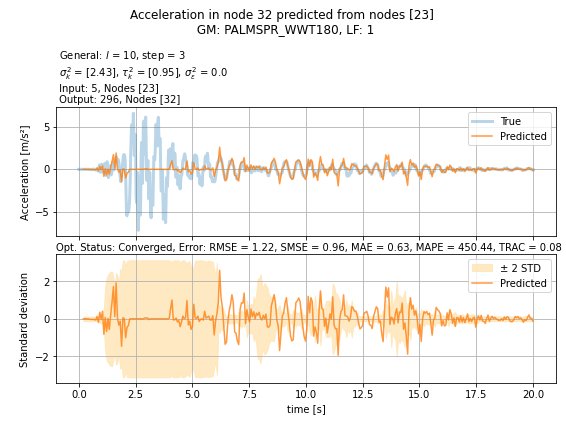 Acceleration in node 32 predicted from nodes [23]
GM: PALMSPR_WWT180, LF: 1
General: l = 10, step = 3
σ²ₖ = [2.43], τ²ₖ = [0.95], σ²ε = 0.0
Input: 5, Nodes [23]
Output: 296, Nodes [32]
Acceleration [m/s²]
5
0
−5
True
Predicted
Opt. Status: Converged, Error: RMSE = 1.22, SMSE = 0.96, MAE = 0.63, MAPE = 450.44, TRAC = 0.08
Standard deviation
2
0
−2
± 2 STD
Predicted
0.0 2.5 5.0 7.5 10.0 12.5 15.0 17.5 20.0
time [s]